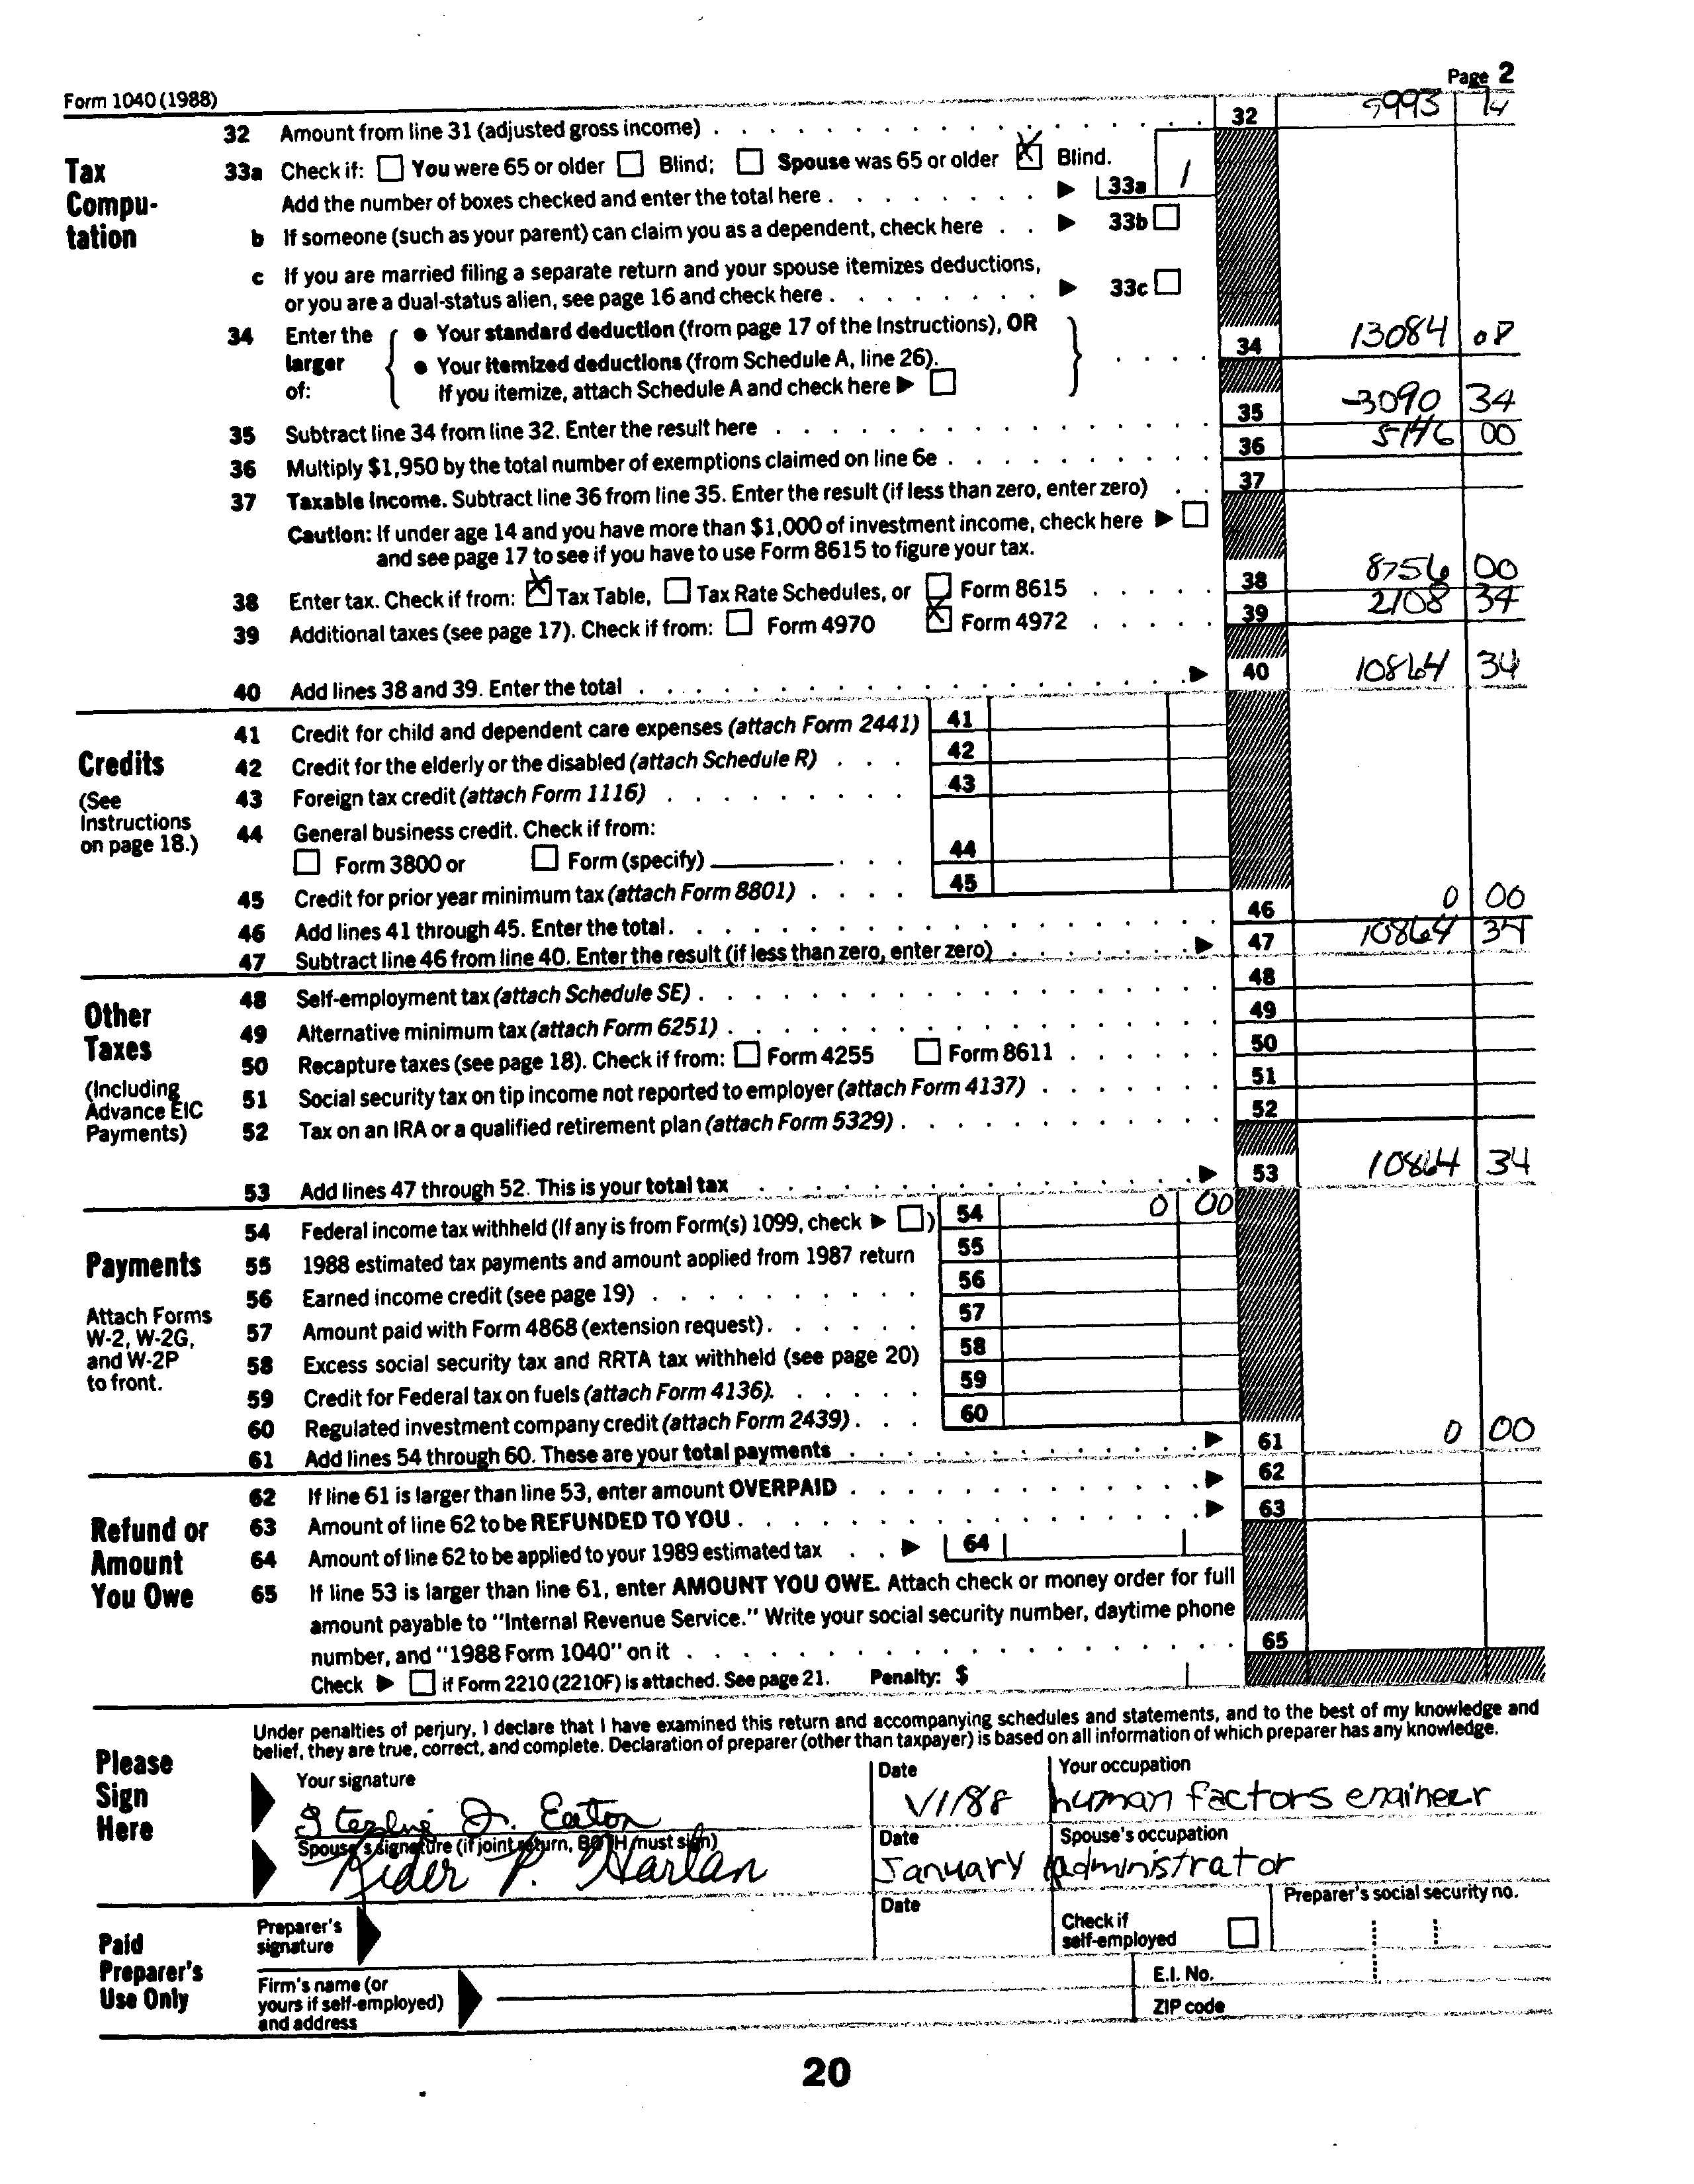 Form 1040 (1988) Page 2
Tax Computation
32 Amount from line 31 (adjusted gross income) 32 9993 74
33a Check if: You were 65 or older Blind; Spouse was 65 or older X Blind.
Add the number of boxes checked and enter the total here 33a 1
b If someone (such as your parent) can claim you as a dependent, check here 33b
c If you are married filing a separate return and your spouse itemizes deductions,
or you are a dual-status alien, see page 16 and check here 33c
34 Enter the larger of: • Your standard deduction (from page 17 of the Instructions), OR
• Your itemized deductions (from Schedule A, line 26).
If you itemize, attach Schedule A and check here 34 13084 08
35 Subtract line 34 from line 32. Enter the result here 35 -3090 34
36 Multiply $1,950 by the total number of exemptions claimed on line 6e 36 5146 00
37 Taxable income. Subtract line 36 from line 35. Enter the result (if less than zero, enter zero) 37
Caution: If under age 14 and you have more than $1,000 of investment income, check here
and see page 17 to see if you have to use Form 8615 to figure your tax.
38 Enter tax. Check if from: X Tax Table, Tax Rate Schedules, or Form 8615 38 8756 00
39 Additional taxes (see page 17). Check if from: Form 4970 X Form 4972 39 2108 34
40 Add lines 38 and 39. Enter the total 40 10864 34
Credits
(See Instructions on page 18.)
41 Credit for child and dependent care expenses (attach Form 2441) 41
42 Credit for the elderly or the disabled (attach Schedule R) 42
43 Foreign tax credit (attach Form 1116) 43
44 General business credit. Check if from:
Form 3800 or Form (specify) 44
45 Credit for prior year minimum tax (attach Form 8801) 45
46 Add lines 41 through 45. Enter the total. 46 0 00
47 Subtract line 46 from line 40. Enter the result (if less than zero, enter zero) 47 10864 34
Other Taxes
(Including Advance EIC Payments)
48 Self-employment tax (attach Schedule SE) 48
49 Alternative minimum tax (attach Form 6251) 49
50 Recapture taxes (see page 18). Check if from: Form 4255 Form 8611 50
51 Social security tax on tip income not reported to employer (attach Form 4137) 51
52 Tax on an IRA or a qualified retirement plan (attach Form 5329) 52
53 Add lines 47 through 52. This is your total tax 53 10864 34
Payments
Attach Forms W-2, W-2G, and W-2P to front.
54 Federal income tax withheld (If any is from Form(s) 1099, check ) 54 0 00
55 1988 estimated tax payments and amount applied from 1987 return 55
56 Earned income credit (see page 19) 56
57 Amount paid with Form 4868 (extension request) 57
58 Excess social security tax and RRTA tax withheld (see page 20) 58
59 Credit for Federal tax on fuels (attach Form 4136) 59
60 Regulated investment company credit (attach Form 2439) 60
61 Add lines 54 through 60. These are your total payments 61 0 00
Refund or Amount You Owe
62 If line 61 is larger than line 53, enter amount OVERPAID 62
63 Amount of line 62 to be REFUNDED TO YOU 63
64 Amount of line 62 to be applied to your 1989 estimated tax 64
65 If line 53 is larger than line 61, enter AMOUNT YOU OWE. Attach check or money order for full
amount payable to "Internal Revenue Service." Write your social security number, daytime phone
number, and "1988 Form 1040" on it 65
Check if Form 2210 (2210F) is attached. See page 21. Penalty: $
Please Sign Here
Under penalties of perjury, I declare that I have examined this return and accompanying schedules and statements, and to the best of my knowledge and
belief, they are true, correct, and complete. Declaration of preparer (other than taxpayer) is based on all information of which preparer has any knowledge.
Your signature Date Your occupation
Eaton V1/88 human factors engineer
Spouse's signature (if joint return, BOTH must sign) Date Spouse's occupation
Kider P. Harlan January administrator
Paid Preparer's Use Only
Preparer's signature Date Check if self-employed Preparer's social security no.
Firm's name (or yours if self-employed) and address E.I. No.
ZIP code
20